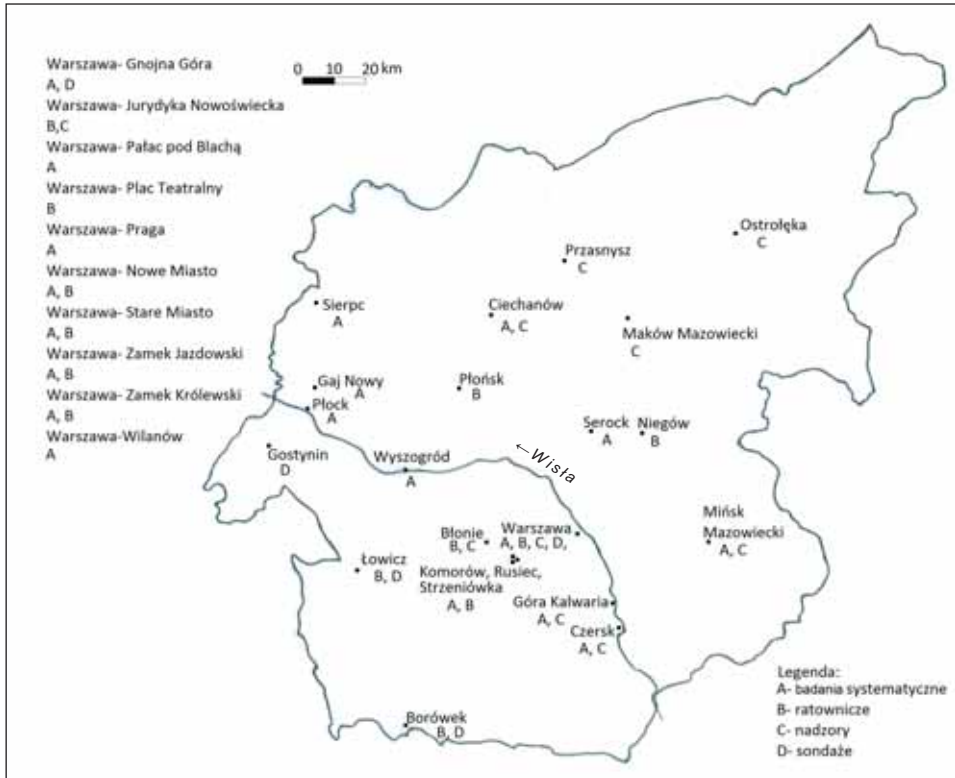 Warszawa- Gnojna Góra
A, D
Warszawa- Jurydyka Nowoświecka
B,C
Warszawa- Pałac pod Blachą
A
Warszawa- Plac Teatralny
B
Warszawa- Praga
A
Warszawa- Nowe Miasto
A, B
Warszawa- Stare Miasto
A, B
Warszawa- Zamek Jazdowski
A, B
Warszawa- Zamek Królewski
A, B
Warszawa-Wilanów
A
0 10 20 km
Ostrołęka
C
Przasnysz
C
Sierpc
A
Ciechanów
A, C
Maków Mazowiecki
C
Gaj Nowy
A
Płock
A
Płońsk
B
Serock
A
Niegów
B
Gostynin
D
Wyszogród
A
←Wisła
Mińsk
Mazowiecki
A, C
Błonie
B, C
Warszawa
A, B, C, D,
Łowicz
B, D
Komorów, Rusiec,
Strzeniówka
A, B
Góra Kalwaria
A, C
Czersk
A, C
Borówek
B, D
Legenda:
A- badania systematyczne
B- ratownicze
C- nadzory
D- sondaże